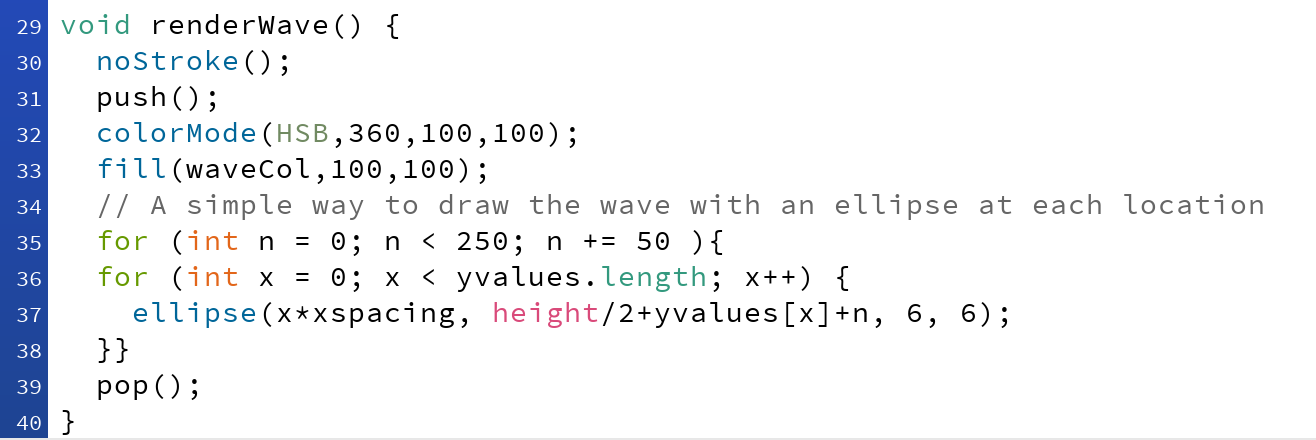 29 void renderWave() {
30   noStroke();
31   push();
32   colorMode(HSB,360,100,100);
33   fill(waveCol,100,100);
34   // A simple way to draw the wave with an ellipse at each location
35   for (int n = 0; n < 250; n += 50 ){
36   for (int x = 0; x < yvalues.length; x++) {
37     ellipse(x*xspacing, height/2+yvalues[x]+n, 6, 6);
38   }}
39   pop();
40 }